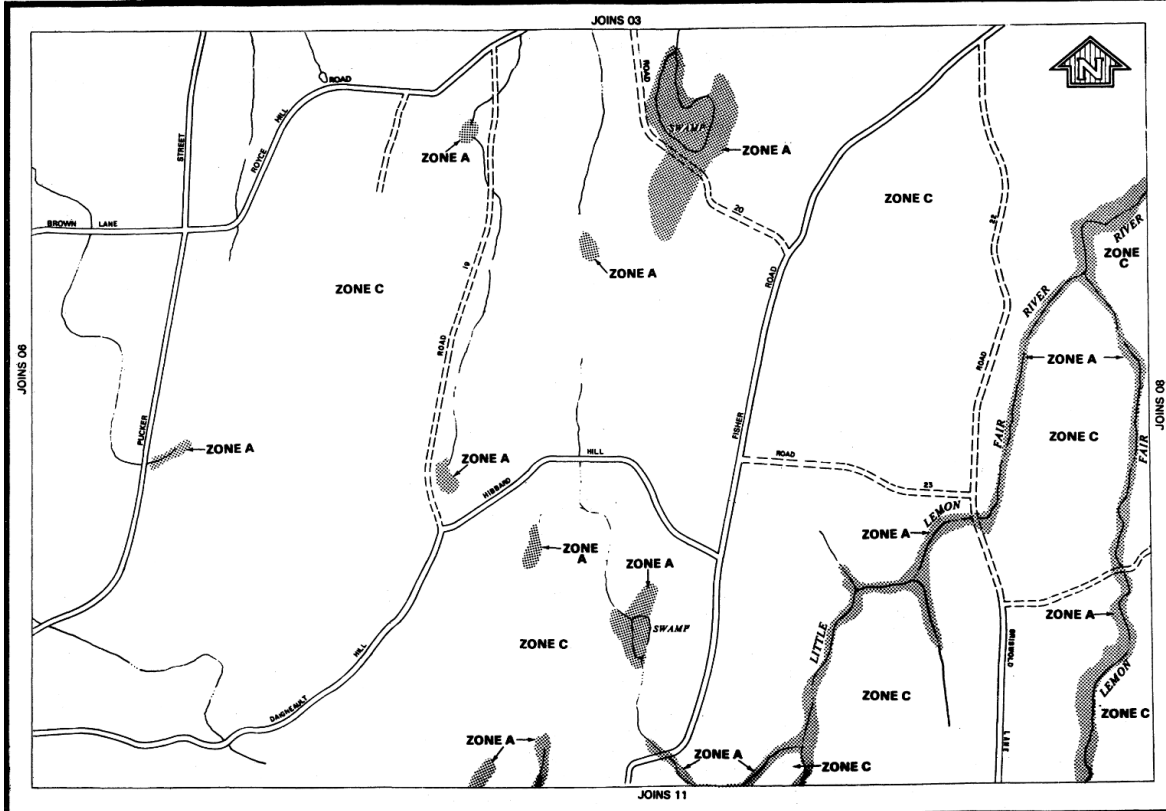 JOINS 03
N
ROAD
HILL
ROYCE
STREET
ROAD
SWAMP
ZONE A
ZONE A
ZONE C
BROWN LANE
20
22
RIVER
ZONE
C
ROAD
ZONE A
19
ZONE C
RIVER
ROAD
ROAD
ZONE A
JOINS 06
JOINS 08
PUCKER
FISHER
FAIR
ZONE C
FAIR
ZONE A
ZONE A
HILL
HIBBARD
ROAD
23
LEMON
ZONE A
ZONE
A
ZONE A
SWAMP
ZONE A
LITTLE
GRISWOLD
ZONE C
HILL
DAIGNEAULT
ZONE C
LEMON
ZONE C
LANE
ZONE A
ZONE A
ZONE C
JOINS 11